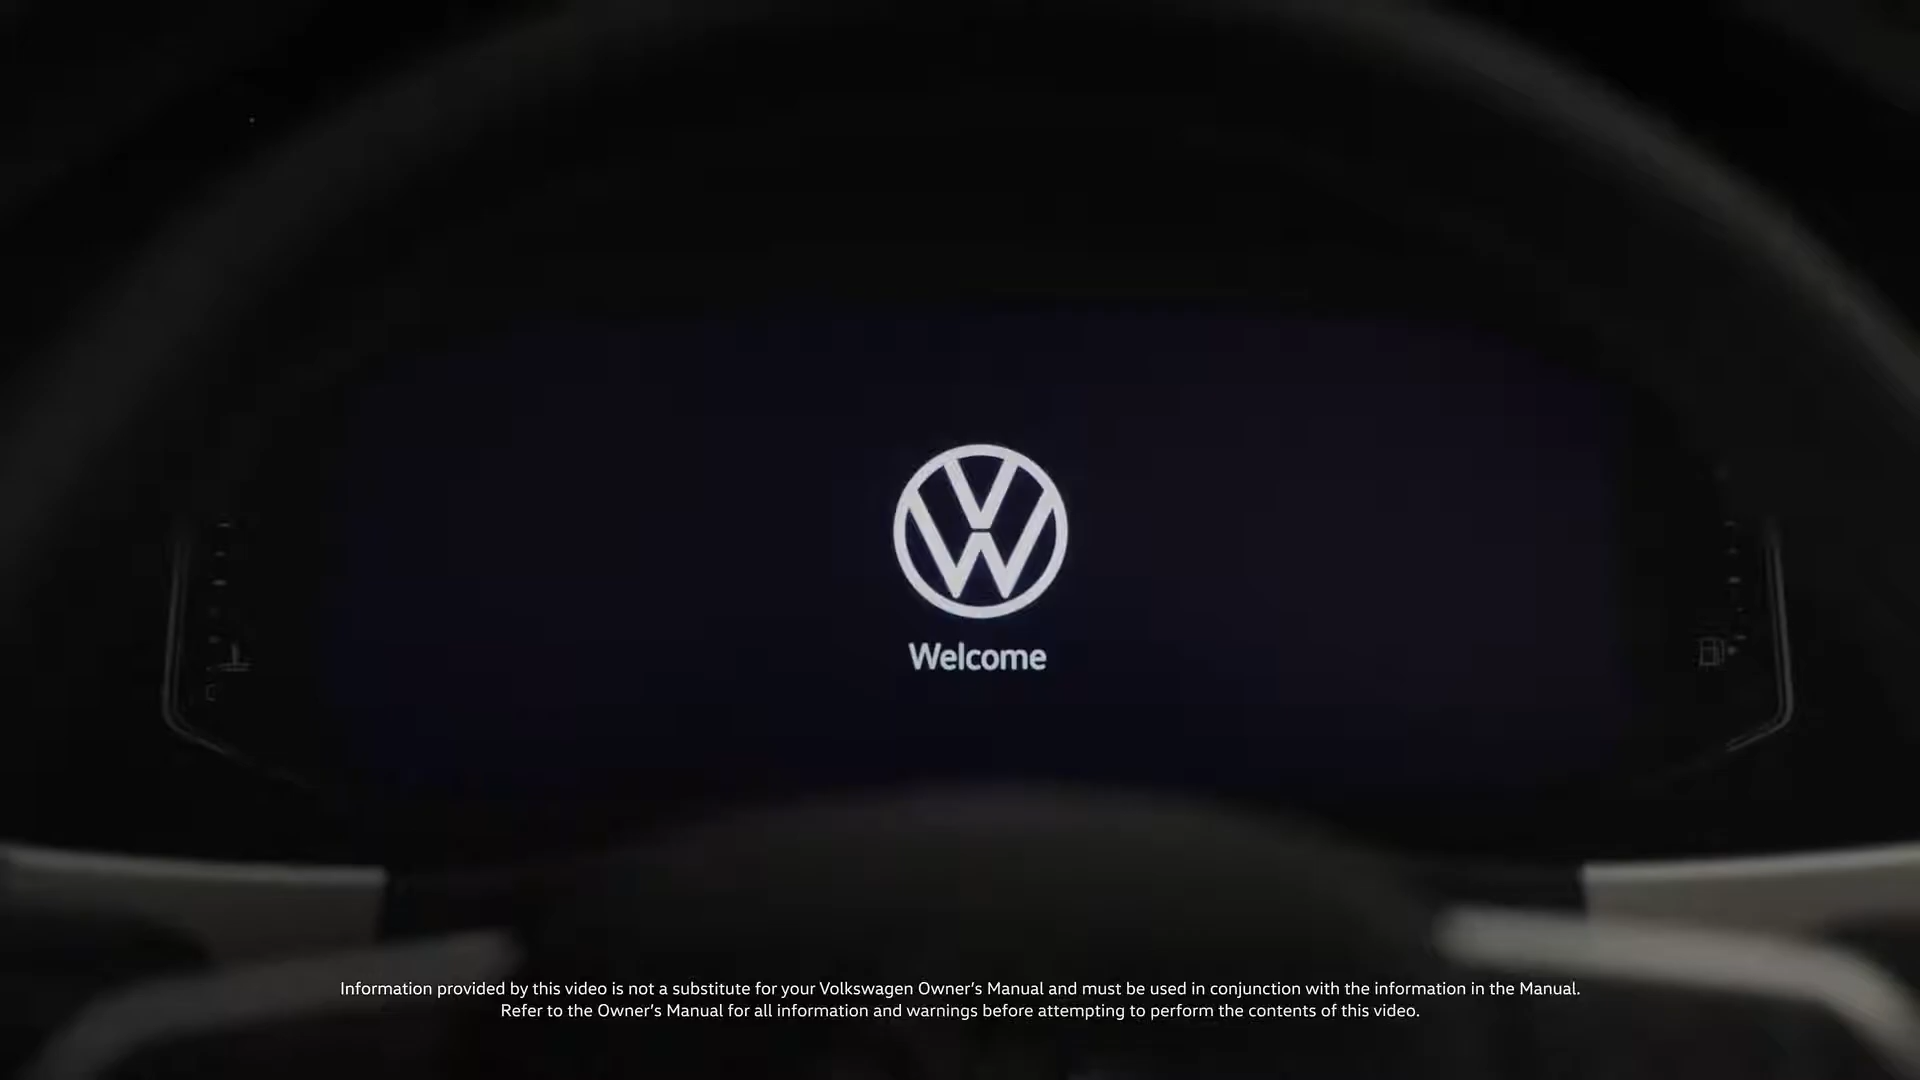 Welcome
Information provided by this video is not a substitute for your Volkswagen Owner's Manual and must be used in conjunction with the information in the Manual.
Refer to the Owner's Manual for all information and warnings before attempting to perform the contents of this video.